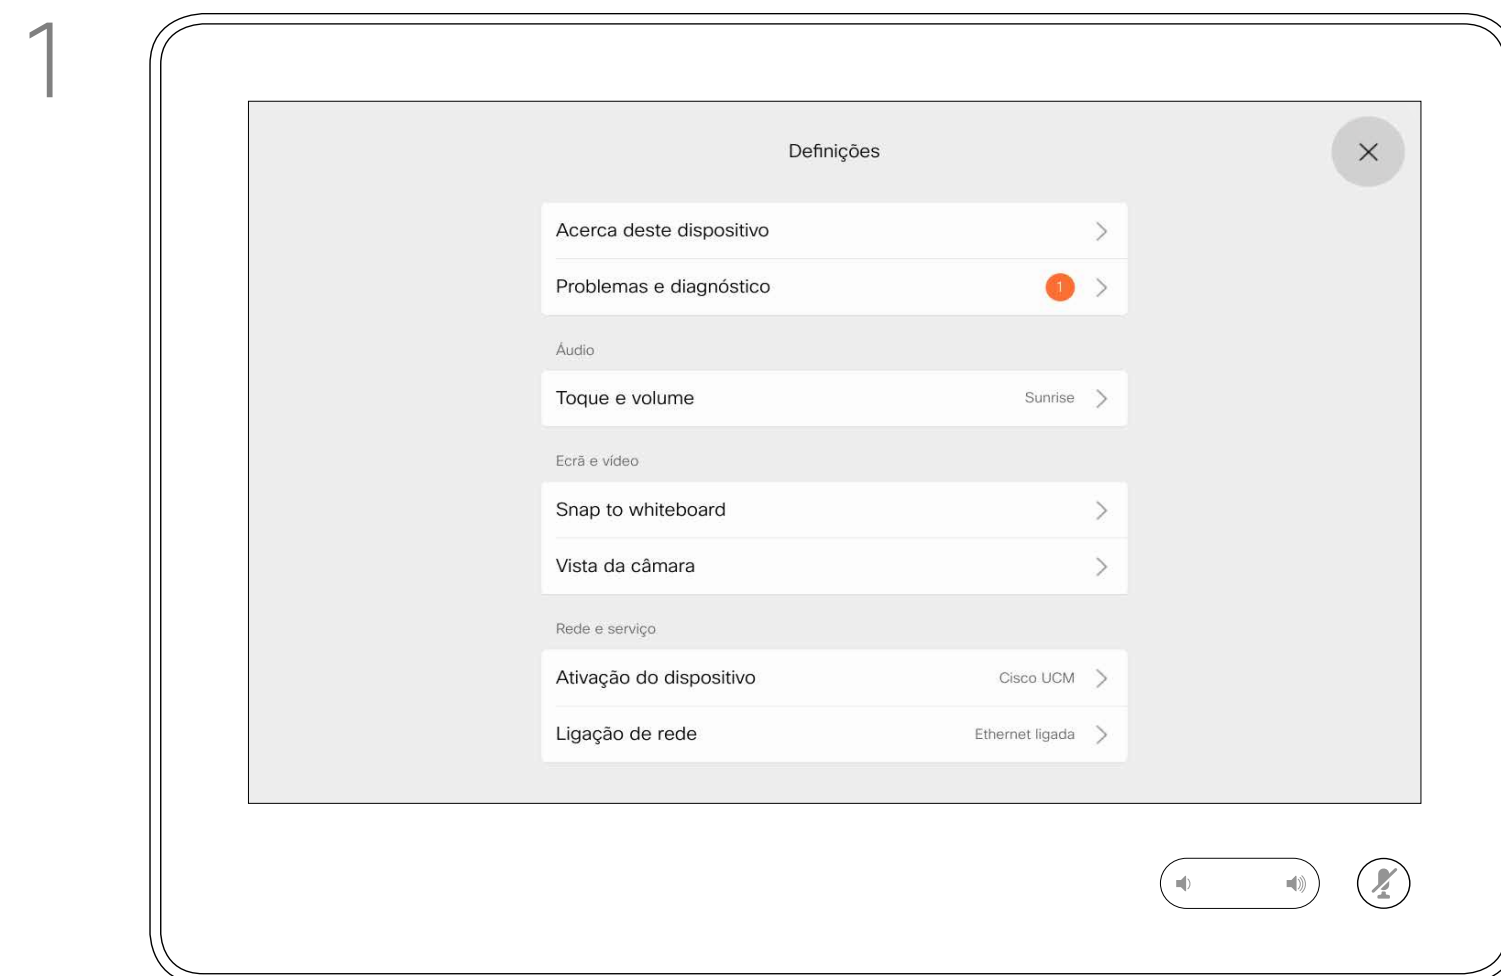 1
Definições
Acerca deste dispositivo
Problemas e diagnóstico 1
Áudio
Toque e volume Sunrise
Ecrã e vídeo
Snap to whiteboard
Vista da câmara
Rede e serviço
Ativação do dispositivo Cisco UCM
Ligação de rede Ethernet ligada